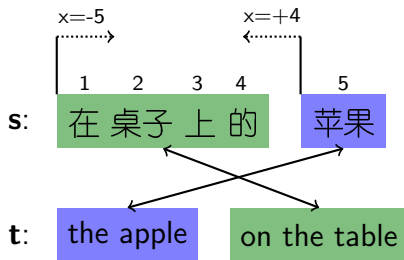 x=-5 x=+4
1 2 3 4 5
s: 在 桌子 上 的 苹果
t: the apple on the table